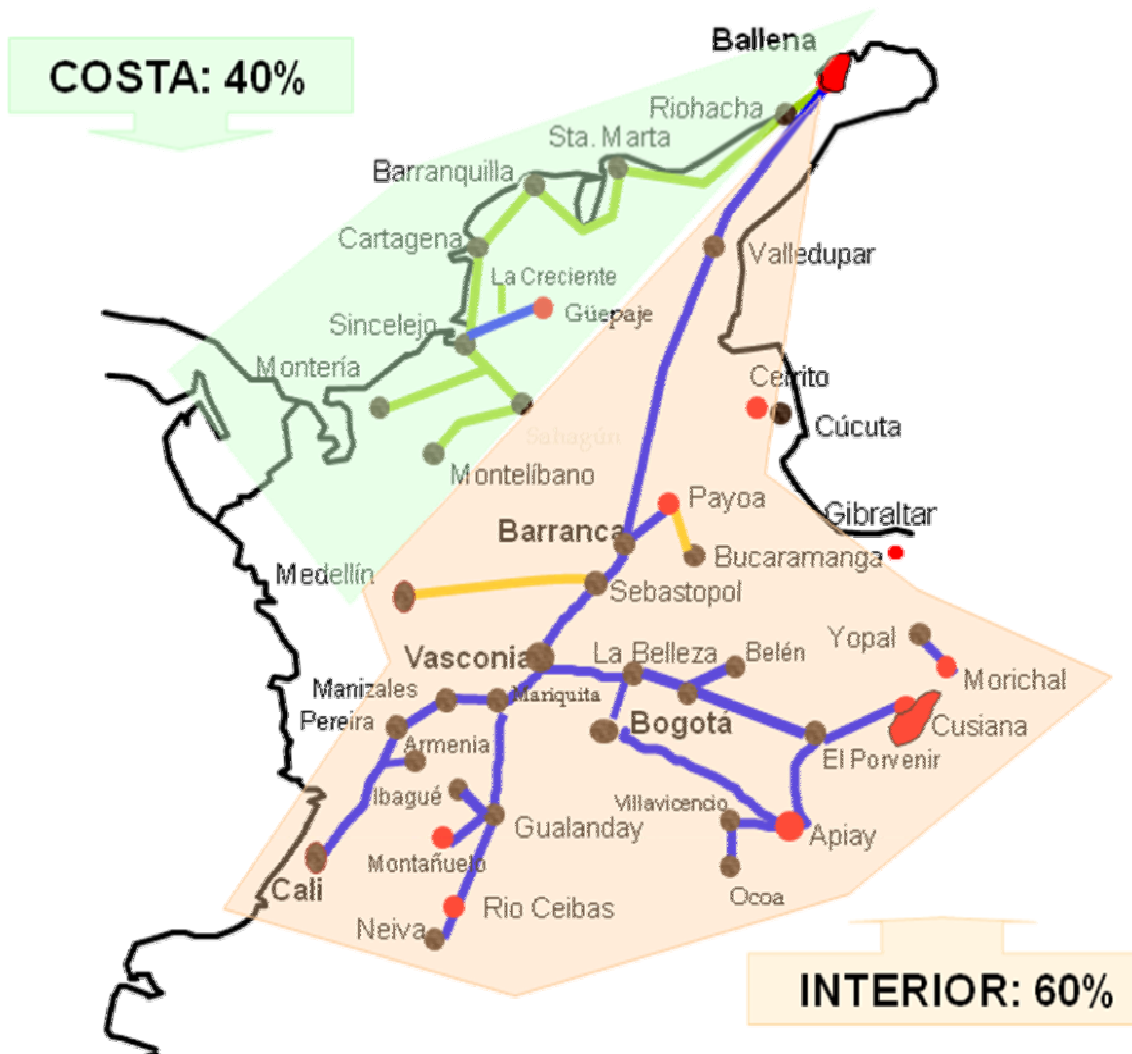 Ballena
COSTA: 40%
Riohacha
Sta. Marta
Barranquilla
Cartagena
Valledupar
La Creciente
Güepaje
Sincelejo
Montería
Cerrito
Cúcuta
Sahagún
Montelíbano
Payoa
Gibraltar
Barranca
Bucaramanga
Medellín
Sebastopol
Yopal
Vasconia
La Belleza
Belén
Morichal
Manizales
Mariquita
Pereira
Bogotá
Cusiana
Armenia
El Porvenir
Ibagué
Villavicencio
Gualanday
Apiay
Montañuelo
Cali
Ocoa
Rio Ceibas
Neiva
INTERIOR: 60%